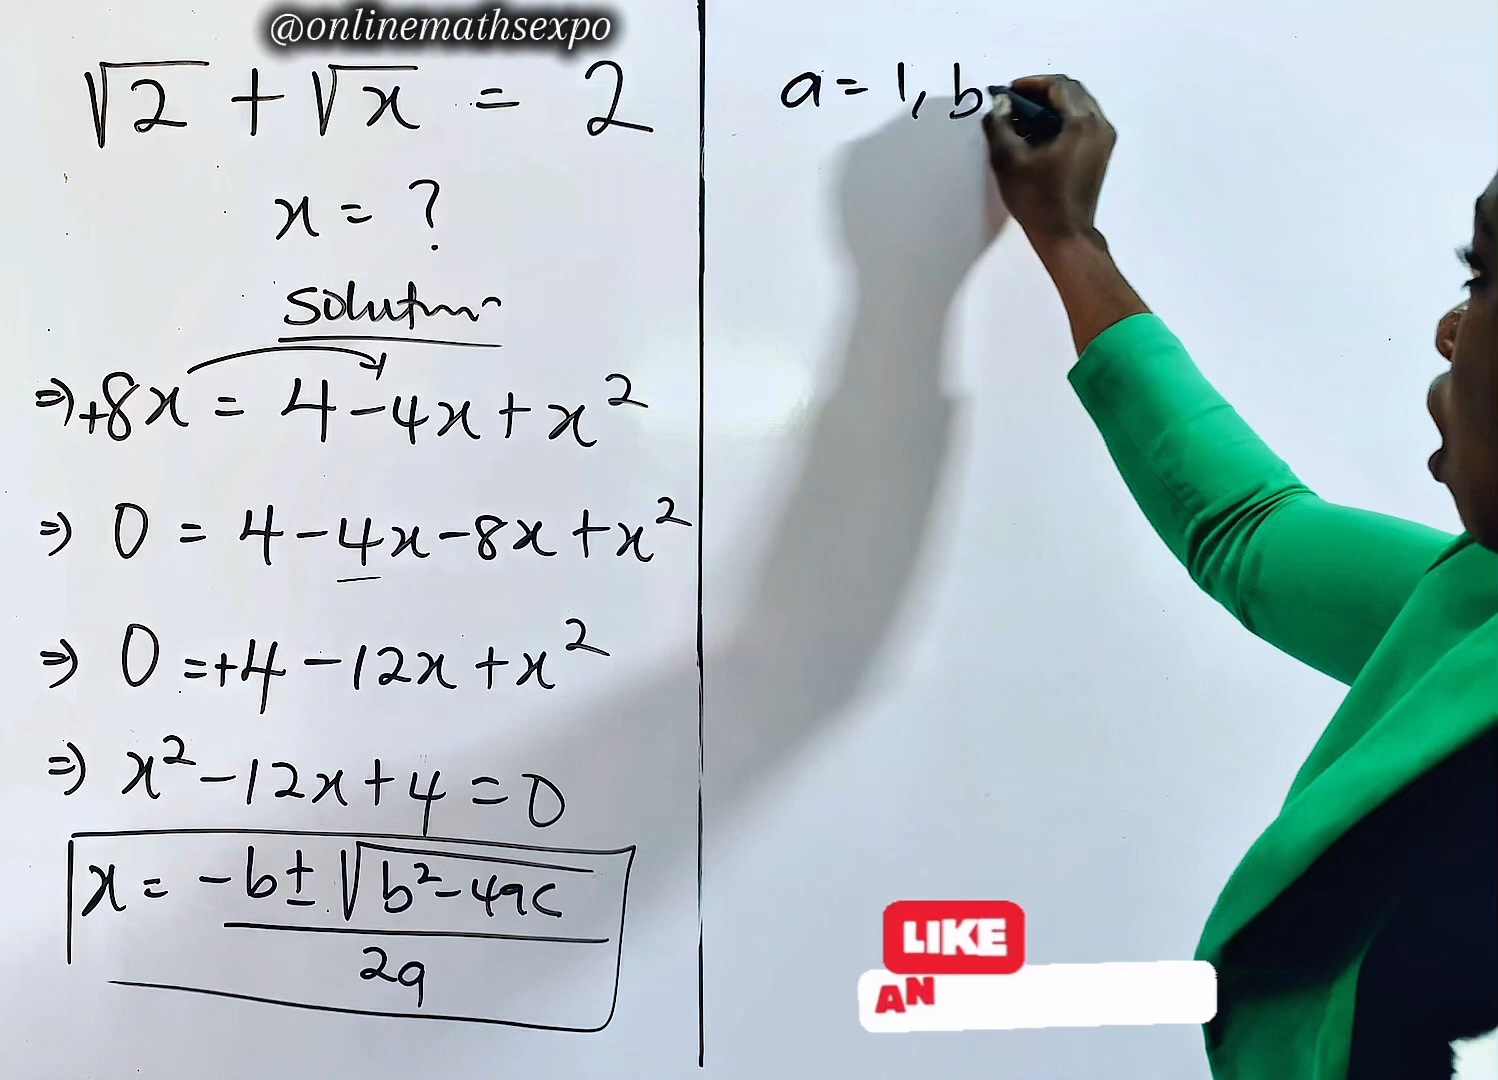 @onlinemathsexpo
√2 + √x = 2
x = ?
Solution
⇒ +8x = 4 - 4x + x²
⇒ 0 = 4 - 4x - 8x + x²
⇒ 0 = +4 - 12x + x²
⇒ x² - 12x + 4 = 0
x = -b ± √b² - 4ac
2a
a = 1, b
LIKE
AN